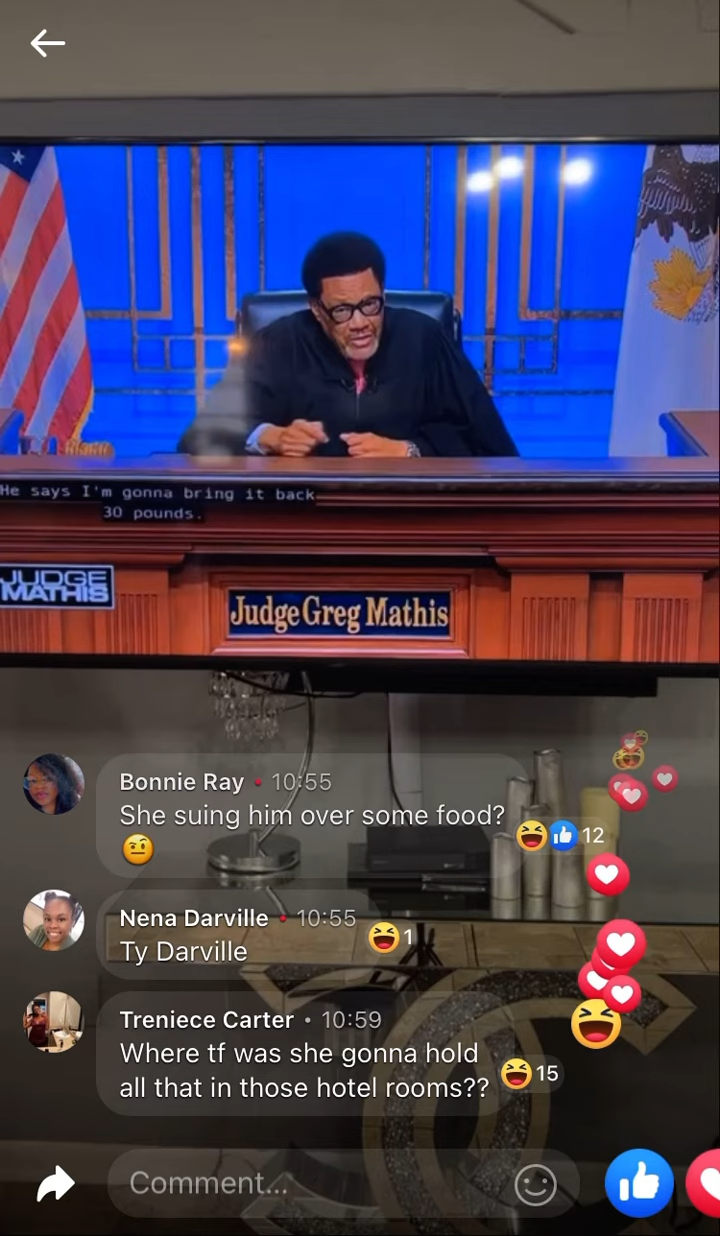 He says I'm gonna bring it back
30 pounds.
JUDGE
MATHIS
Judge Greg Mathis
Bonnie Ray • 10:55
She suing him over some food?
🤨
😆👍 12
Nena Darville • 10:55
Ty Darville
😆 1
Treniece Carter • 10:59
Where tf was she gonna hold
all that in those hotel rooms??
😆 15
Comment...